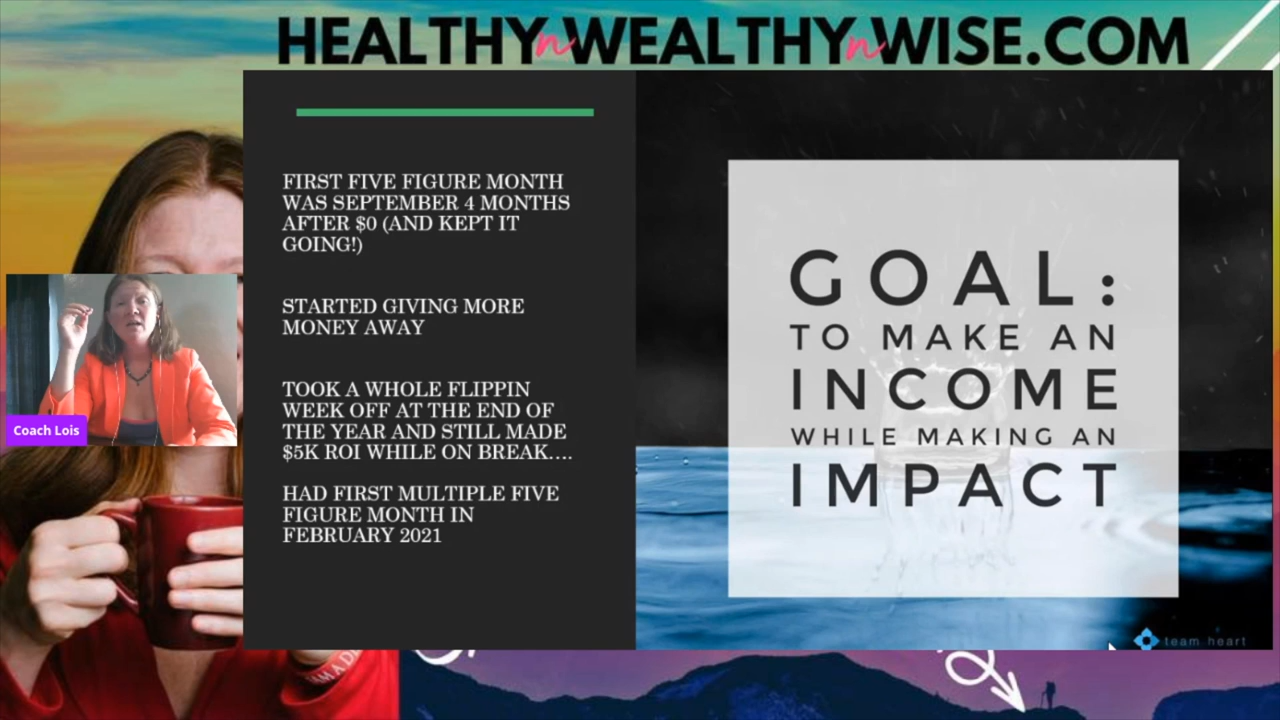 HEALTHY n WEALTHY n WISE.COM
FIRST FIVE FIGURE MONTH
WAS SEPTEMBER 4 MONTHS
AFTER $0 (AND KEPT IT
GOING!)
STARTED GIVING MORE
MONEY AWAY
TOOK A WHOLE FLIPPIN
WEEK OFF AT THE END OF
THE YEAR AND STILL MADE
$5K ROI WHILE ON BREAK....
HAD FIRST MULTIPLE FIVE
FIGURE MONTH IN
FEBRUARY 2021
GOAL:
TO MAKE AN
INCOME
WHILE MAKING AN
IMPACT
team heart
Coach Lois